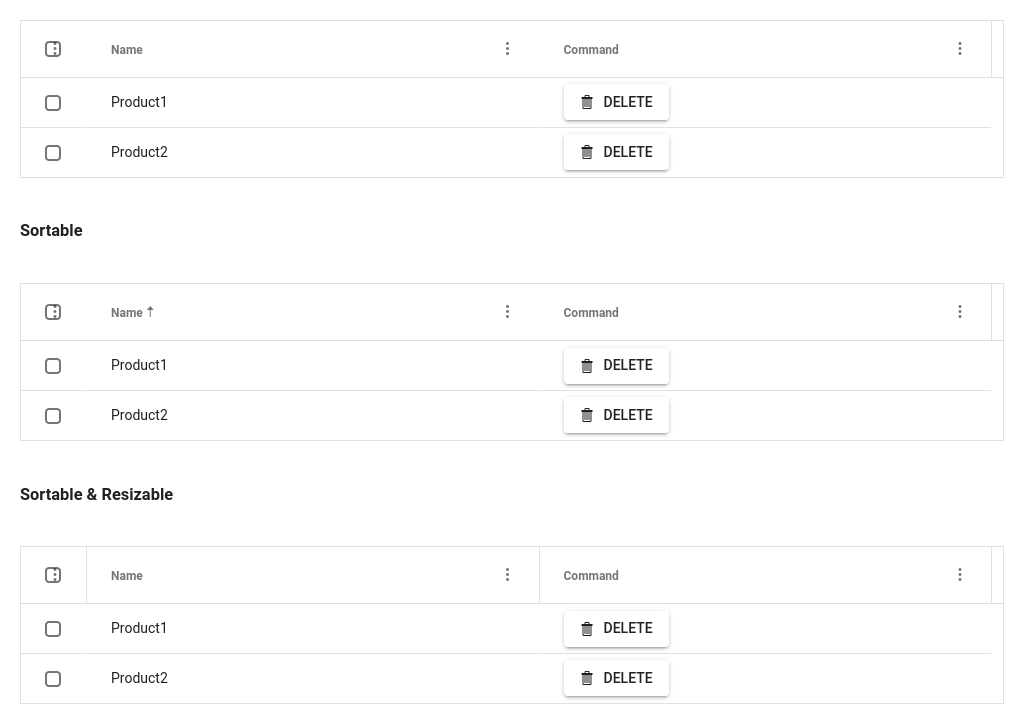 Name Command
Product1 DELETE
Product2 DELETE
Sortable
Name ↑ Command
Product1 DELETE
Product2 DELETE
Sortable & Resizable
Name Command
Product1 DELETE
Product2 DELETE